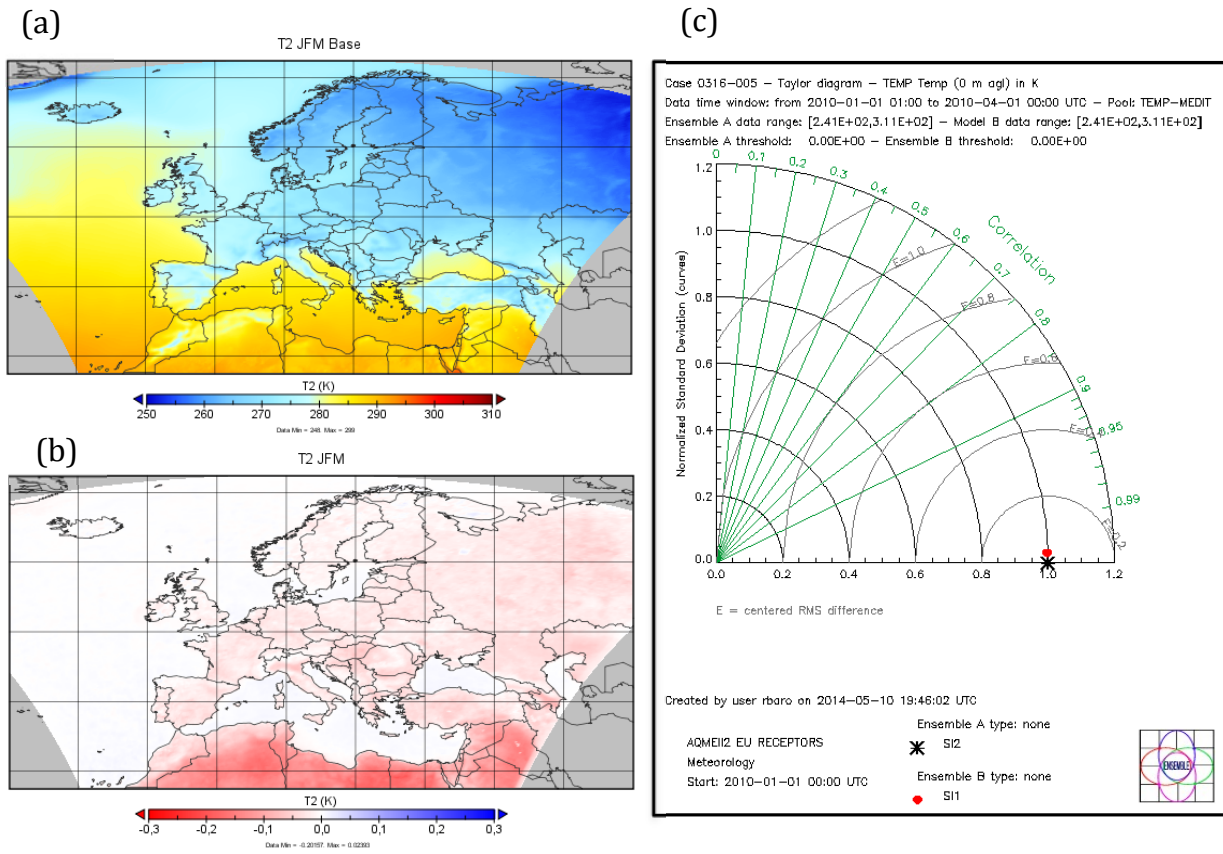 (a)
T2 JFM Base
T2 (K)
250 260 270 280 290 300 310
Data Min = 248, Max = 299
(b)
T2 JFM
T2 (K)
-0,3 -0,2 -0,1 0,0 0,1 0,2 0,3
Data Min = -0.20157, Max = 0.02393
(c)
Case 0316-005 - Taylor diagram - TEMP Temp (0 m agl) in K
Data time window: from 2010-01-01 01:00 to 2010-04-01 00:00 UTC - Pool: TEMP-MEDIT
Ensemble A data range: [2.41E+02,3.11E+02] - Model B data range: [2.41E+02,3.11E+02]
Ensemble A threshold: 0.00E+00 - Ensemble B threshold: 0.00E+00
0 0.1 0.2 0.3 0.4 0.5 0.6 0.7 0.8 0.9 0.95 0.99
Correlation
E=1.0
E=0.8
E=0.6
E=0.2
Normalized Standard Deviation (curves)
1.2
1.0
0.8
0.6
0.4
0.2
0.0
0.0 0.2 0.4 0.6 0.8 1.0 1.2
E = centered RMS difference
Created by user rbaro on 2014-05-10 19:46:02 UTC
AQMEII2 EU RECEPTORS
Meteorology
Start: 2010-01-01 00:00 UTC
Ensemble A type: none
SI2
Ensemble B type: none
SI1
ENSEMBLE